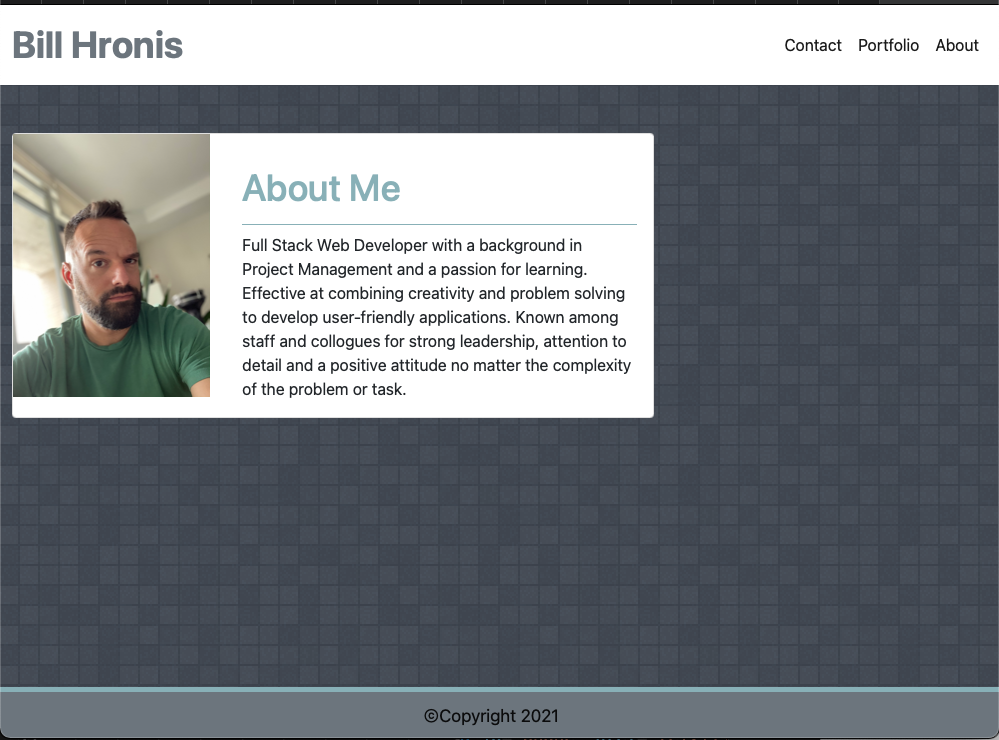 Bill Hronis
Contact Portfolio About
About Me
Full Stack Web Developer with a background in
Project Management and a passion for learning.
Effective at combining creativity and problem solving
to develop user-friendly applications. Known among
staff and collogues for strong leadership, attention to
detail and a positive attitude no matter the complexity
of the problem or task.
©Copyright 2021